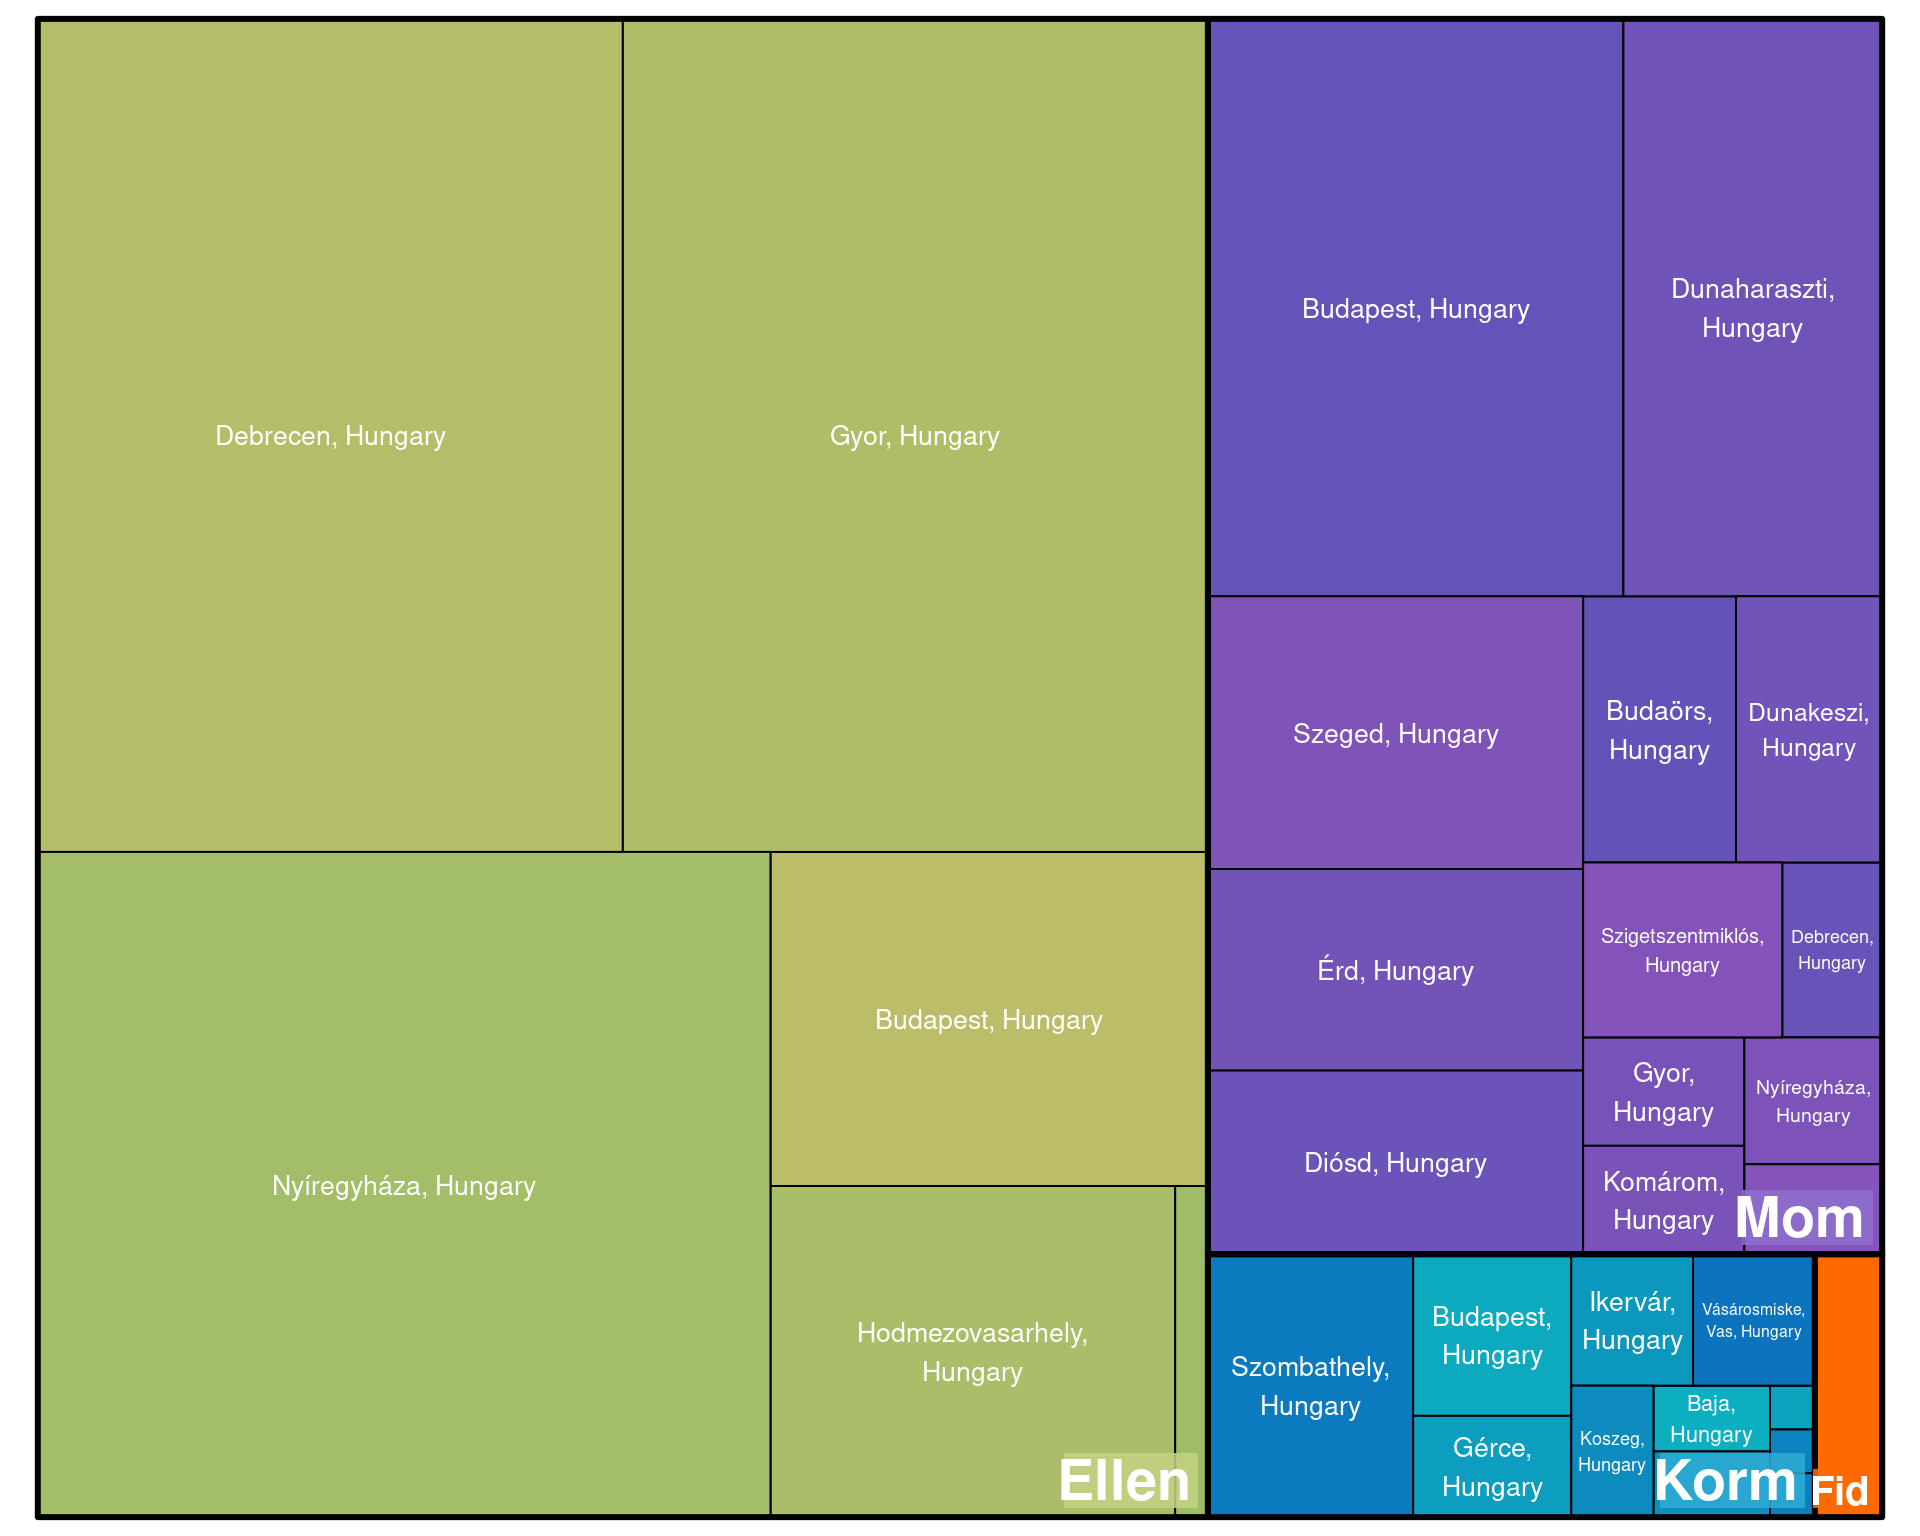 Debrecen, Hungary
Gyor, Hungary
Nyíregyháza, Hungary
Budapest, Hungary
Hodmezovasarhely,
Hungary
Ellen
Budapest, Hungary
Dunaharaszti,
Hungary
Szeged, Hungary
Budaörs,
Hungary
Dunakeszi,
Hungary
Érd, Hungary
Szigetszentmiklós,
Hungary
Debrecen,
Hungary
Diósd, Hungary
Gyor,
Hungary
Nyíregyháza,
Hungary
Komárom,
Hungary
Mom
Szombathely,
Hungary
Budapest,
Hungary
Gérce,
Hungary
Ikervár,
Hungary
Vásárosmiske,
Vas, Hungary
Koszeg,
Hungary
Baja,
Hungary
Korm
Fid